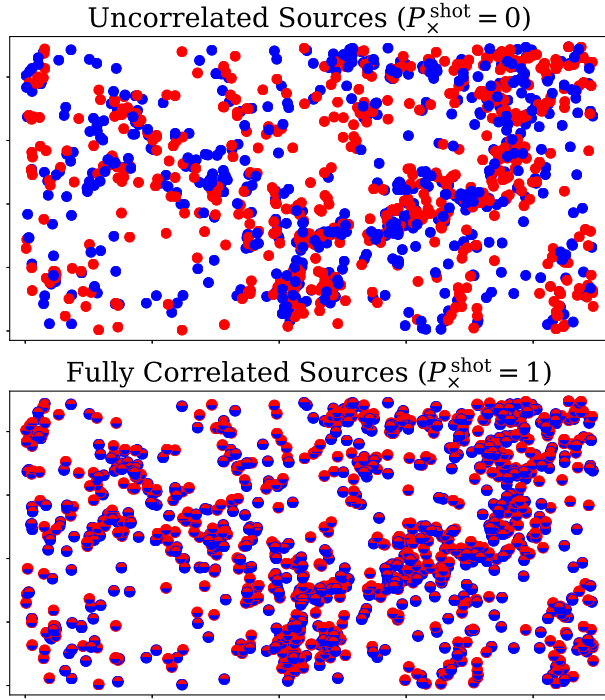 Uncorrelated Sources (P×^shot = 0)
Fully Correlated Sources (P×^shot = 1)